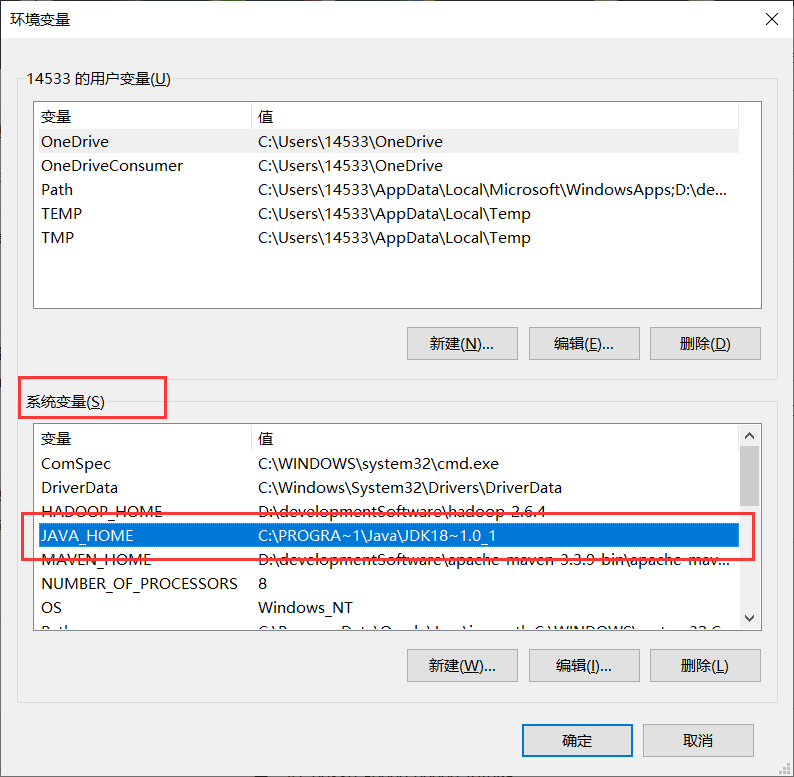 环境变量
14533 的用户变量(U)
变量 值
OneDrive C:\Users\14533\OneDrive
OneDriveConsumer C:\Users\14533\OneDrive
Path C:\Users\14533\AppData\Local\Microsoft\WindowsApps;D:\de...
TEMP C:\Users\14533\AppData\Local\Temp
TMP C:\Users\14533\AppData\Local\Temp
新建(N)... 编辑(E)... 删除(D)
系统变量(S)
变量 值
ComSpec C:\WINDOWS\system32\cmd.exe
DriverData C:\Windows\System32\Drivers\DriverData
HADOOP_HOME D:\developmentSoftware\hadoop-2.6.4
JAVA_HOME C:\PROGRA~1\Java\JDK18~1.0_1
MAVEN_HOME D:\developmentSoftware\apache-maven-3.3.9-bin\apache-mav...
NUMBER_OF_PROCESSORS 8
OS Windows_NT
新建(W)... 编辑(I)... 删除(L)
确定 取消